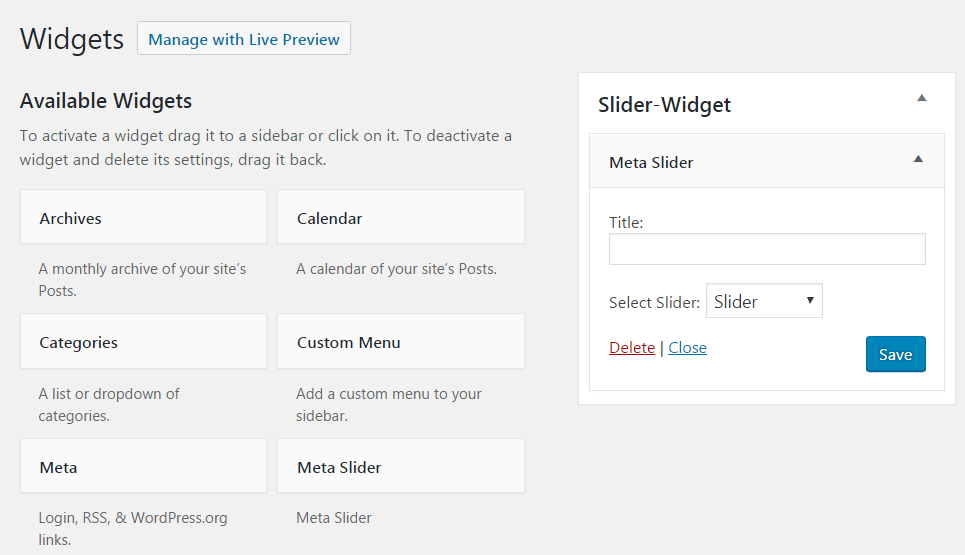 Widgets Manage with Live Preview
Available Widgets
To activate a widget drag it to a sidebar or click on it. To deactivate a
widget and delete its settings, drag it back.
Archives
Calendar
A monthly archive of your site's
Posts.
A calendar of your site's Posts.
Categories
Custom Menu
A list or dropdown of
categories.
Add a custom menu to your
sidebar.
Meta
Meta Slider
Login, RSS, & WordPress.org
links.
Meta Slider
Slider-Widget
Meta Slider
Title:
Select Slider: Slider
Delete | Close
Save